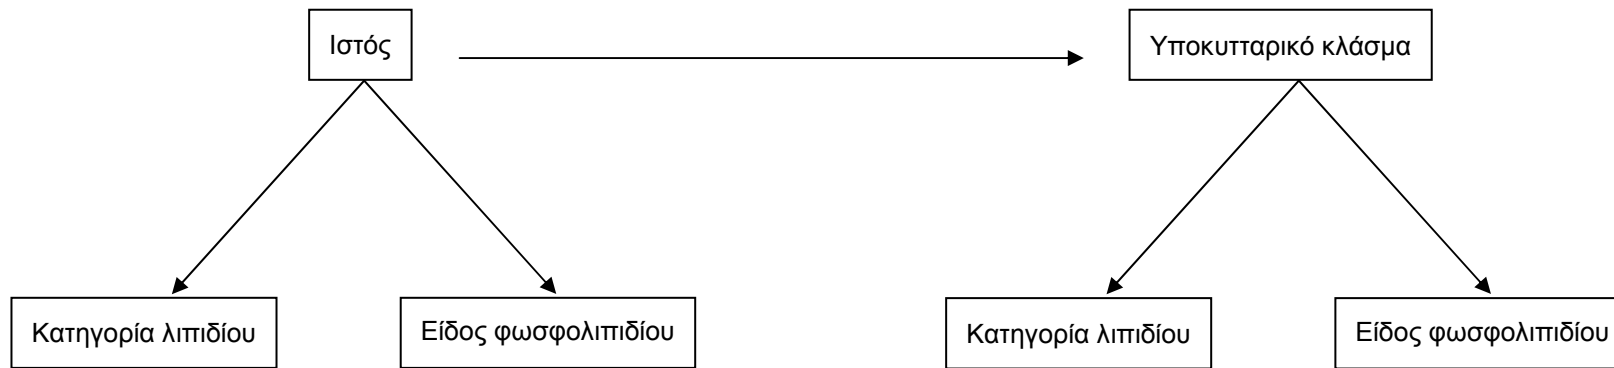 Ιστός
Υποκυτταρικό κλάσμα
Κατηγορία λιπιδίου
Είδος φωσφολιπιδίου
Κατηγορία λιπιδίου
Είδος φωσφολιπιδίου